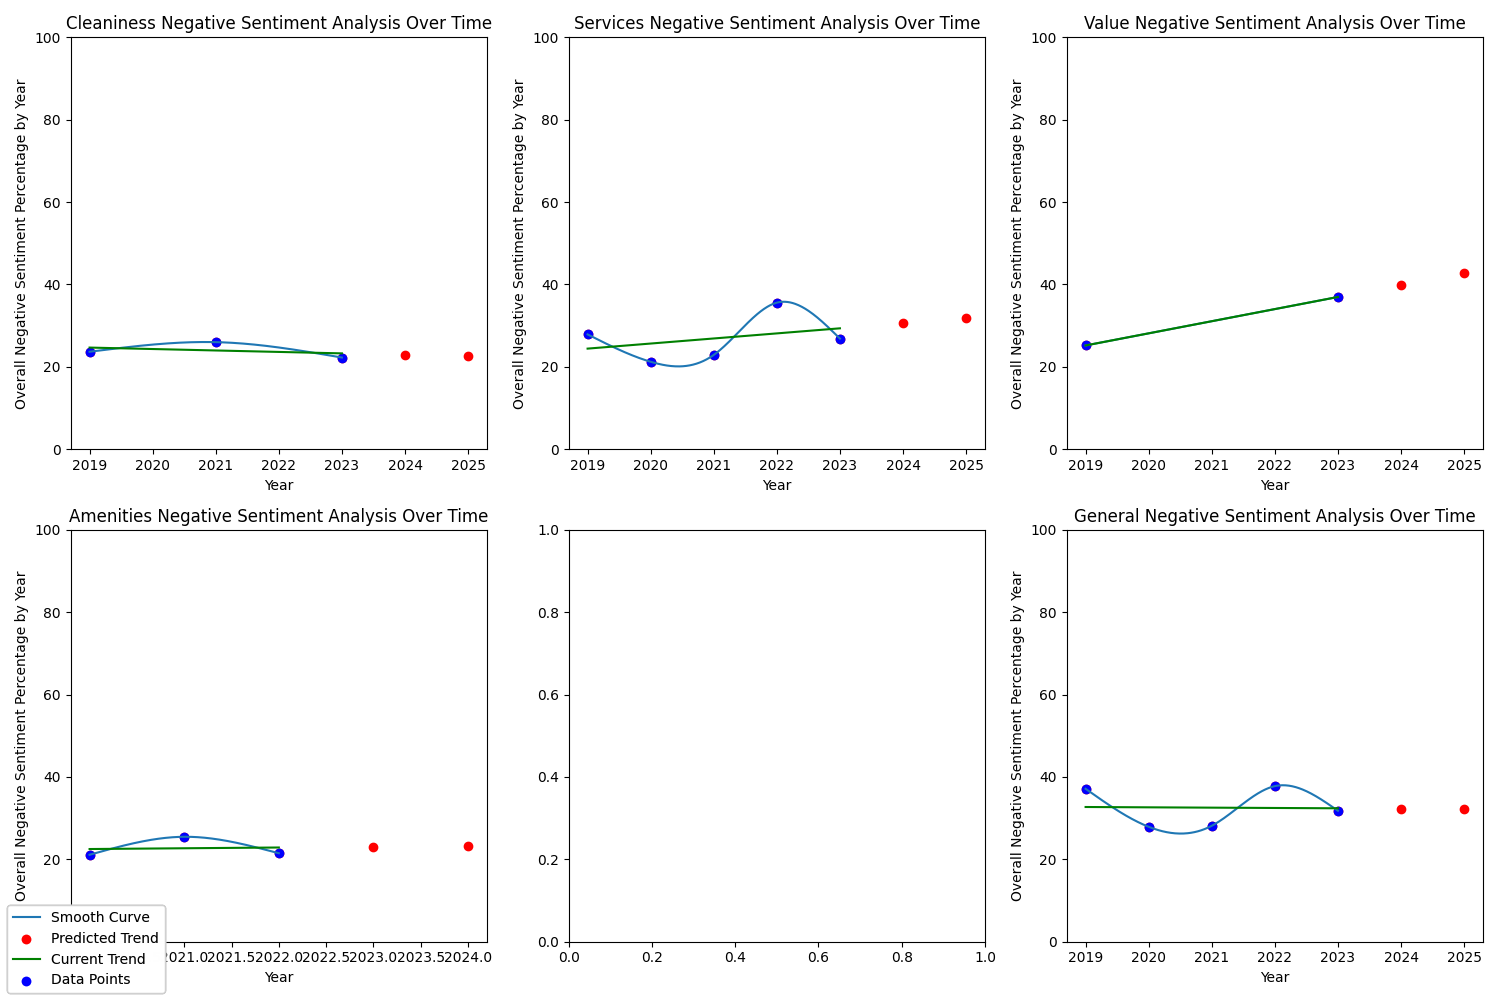 Cleaniness Negative Sentiment Analysis Over Time
Overall Negative Sentiment Percentage by Year
100
80
60
40
20
0
2019 2020 2021 2022 2023 2024 2025
Year
Services Negative Sentiment Analysis Over Time
Overall Negative Sentiment Percentage by Year
100
80
60
40
20
0
2019 2020 2021 2022 2023 2024 2025
Year
Value Negative Sentiment Analysis Over Time
Overall Negative Sentiment Percentage by Year
100
80
60
40
20
0
2019 2020 2021 2022 2023 2024 2025
Year
Amenities Negative Sentiment Analysis Over Time
Overall Negative Sentiment Percentage by Year
100
80
60
40
20
2021.0 2021.5 2022.0 2022.5 2023.0 2023.5 2024.0
Year
Smooth Curve
Predicted Trend
Current Trend
Data Points
1.0
0.8
0.6
0.4
0.2
0.0
0.0 0.2 0.4 0.6 0.8 1.0
General Negative Sentiment Analysis Over Time
Overall Negative Sentiment Percentage by Year
100
80
60
40
20
0
2019 2020 2021 2022 2023 2024 2025
Year